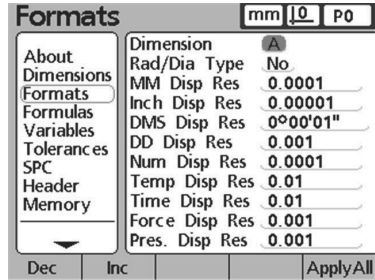 Formats mm 0 P0
About
Dimensions
Formats
Formulas
Variables
Tolerances
SPC
Header
Memory
Dimension A
Rad/Dia Type No
MM Disp Res 0.0001
Inch Disp Res 0.00001
DMS Disp Res 0º00'01"
DD Disp Res 0.001
Num Disp Res 0.0001
Temp Disp Res 0.01
Time Disp Res 0.01
Force Disp Res 0.001
Pres. Disp Res 0.001
Dec Inc ApplyAll